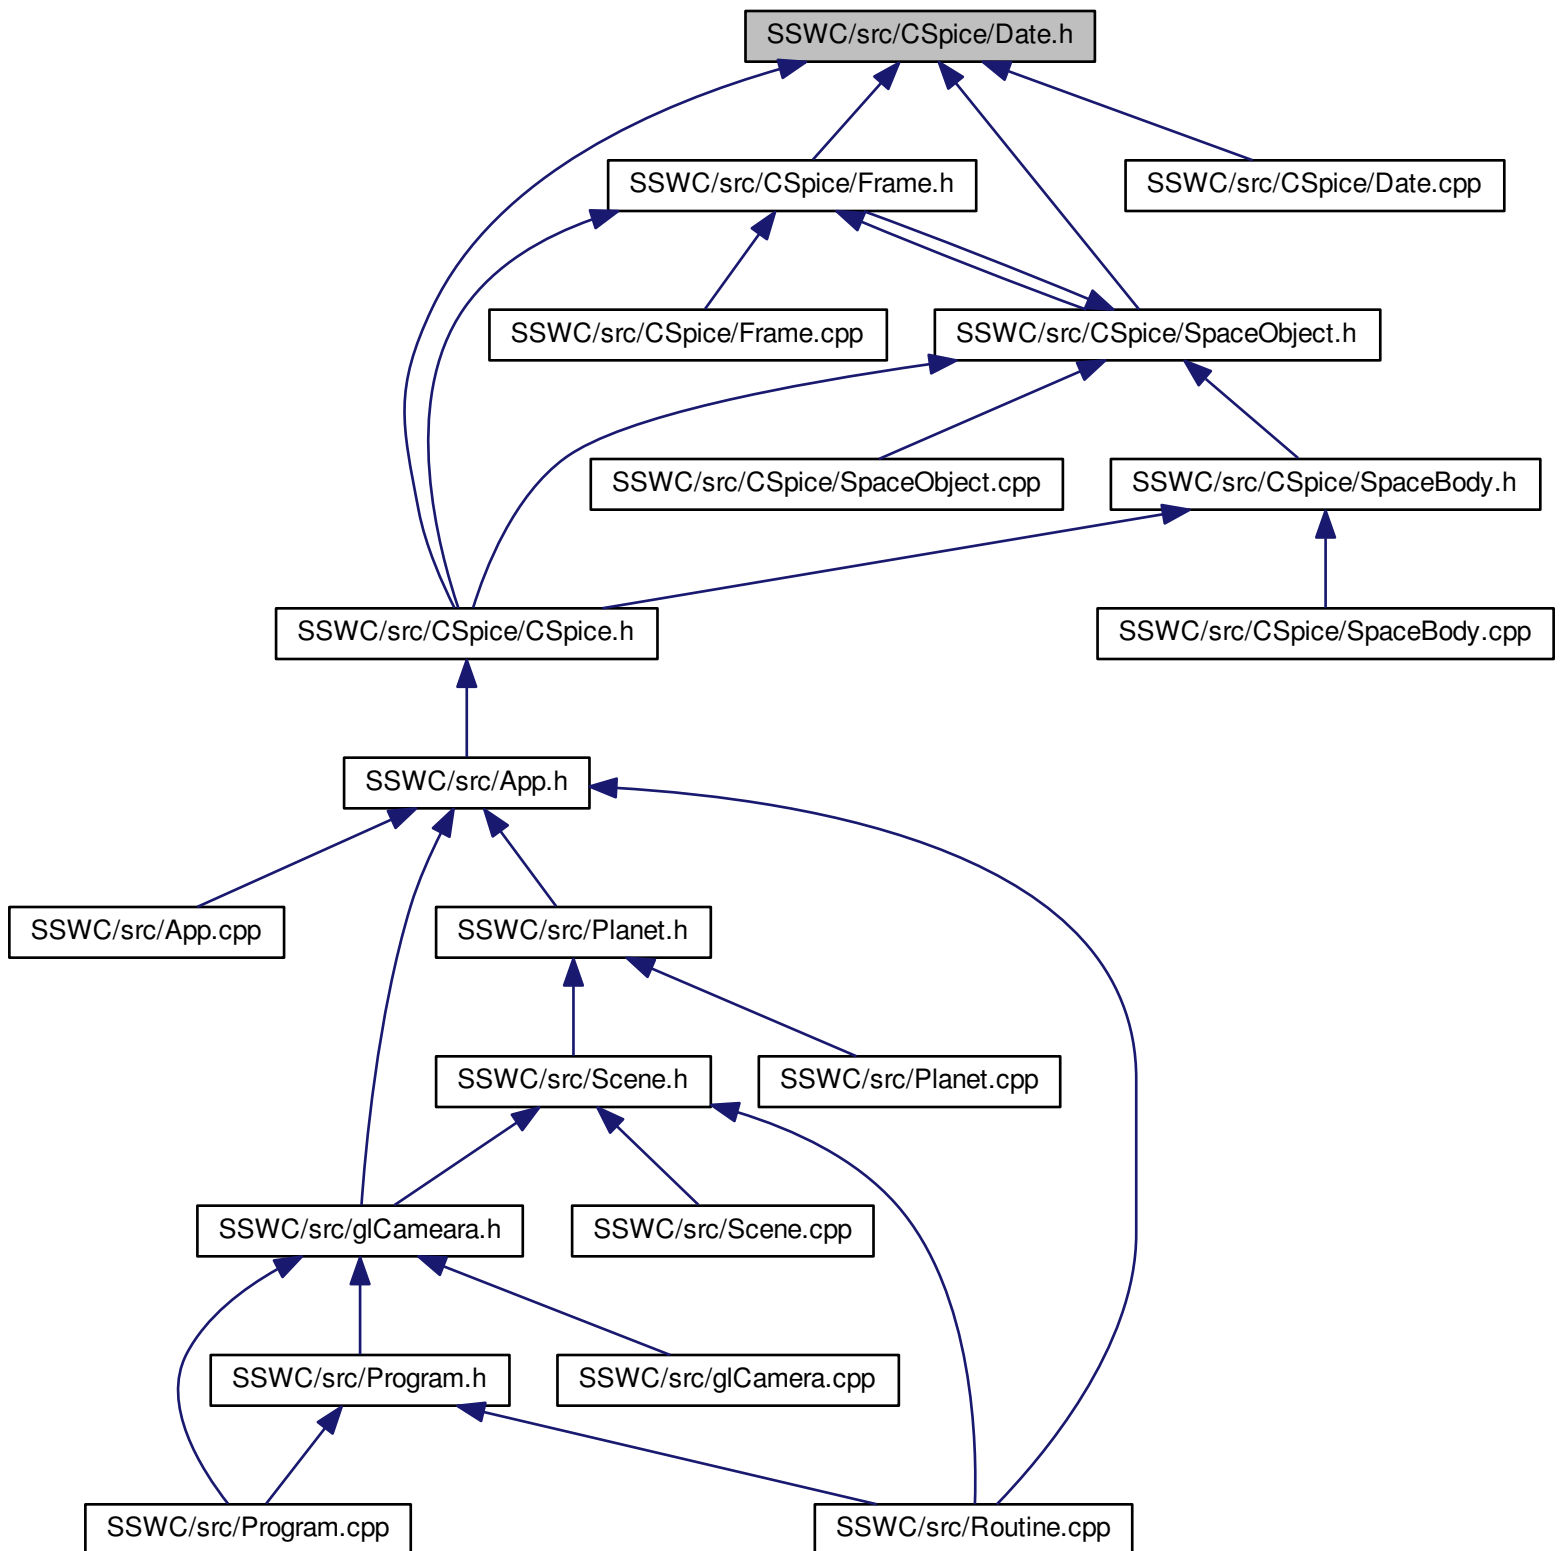 SSWC/src/CSpice/Date.h
SSWC/src/CSpice/Frame.h
SSWC/src/CSpice/Date.cpp
SSWC/src/CSpice/Frame.cpp
SSWC/src/CSpice/SpaceObject.h
SSWC/src/CSpice/SpaceObject.cpp
SSWC/src/CSpice/SpaceBody.h
SSWC/src/CSpice/CSpice.h
SSWC/src/CSpice/SpaceBody.cpp
SSWC/src/App.h
SSWC/src/App.cpp
SSWC/src/Planet.h
SSWC/src/Scene.h
SSWC/src/Planet.cpp
SSWC/src/glCameara.h
SSWC/src/Scene.cpp
SSWC/src/Program.h
SSWC/src/glCamera.cpp
SSWC/src/Program.cpp
SSWC/src/Routine.cpp